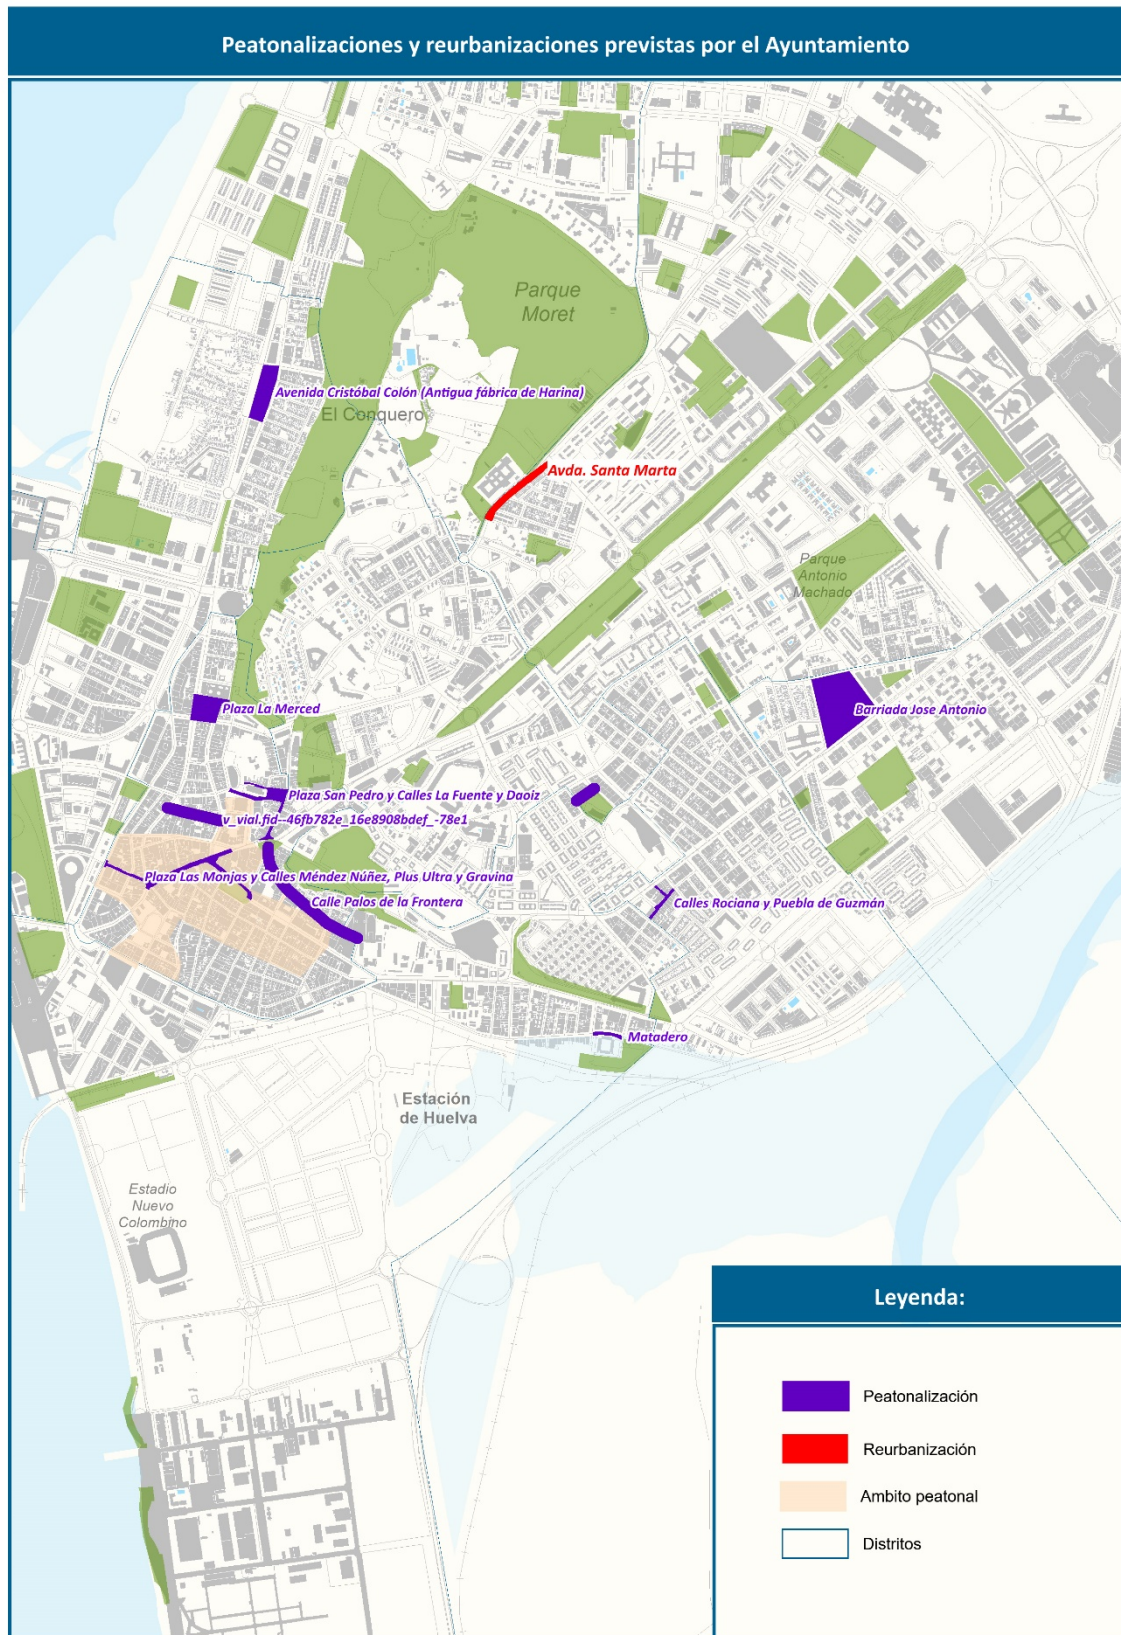 Peatonalizaciones y reurbanizaciones previstas por el Ayuntamiento
Parque
Moret
Avenida Cristóbal Colón (Antigua fábrica de Harina)
El Conquero
Avda. Santa Marta
Parque
Antonio
Machado
Plaza La Merced
Barriada Jose Antonio
Plaza San Pedro y Calles La Fuente y Daoiz
v_vial.fid--46fb782e_16e8908bdef_-78e1
Plaza Las Monjas y Calles Méndez Núñez, Plus Ultra y Gravina
Calle Palos de la Frontera
Calles Rociana y Puebla de Guzmán
Matadero
Estación
de Huelva
Estadio
Nuevo
Colombino
Leyenda:
Peatonalización
Reurbanización
Ambito peatonal
Distritos